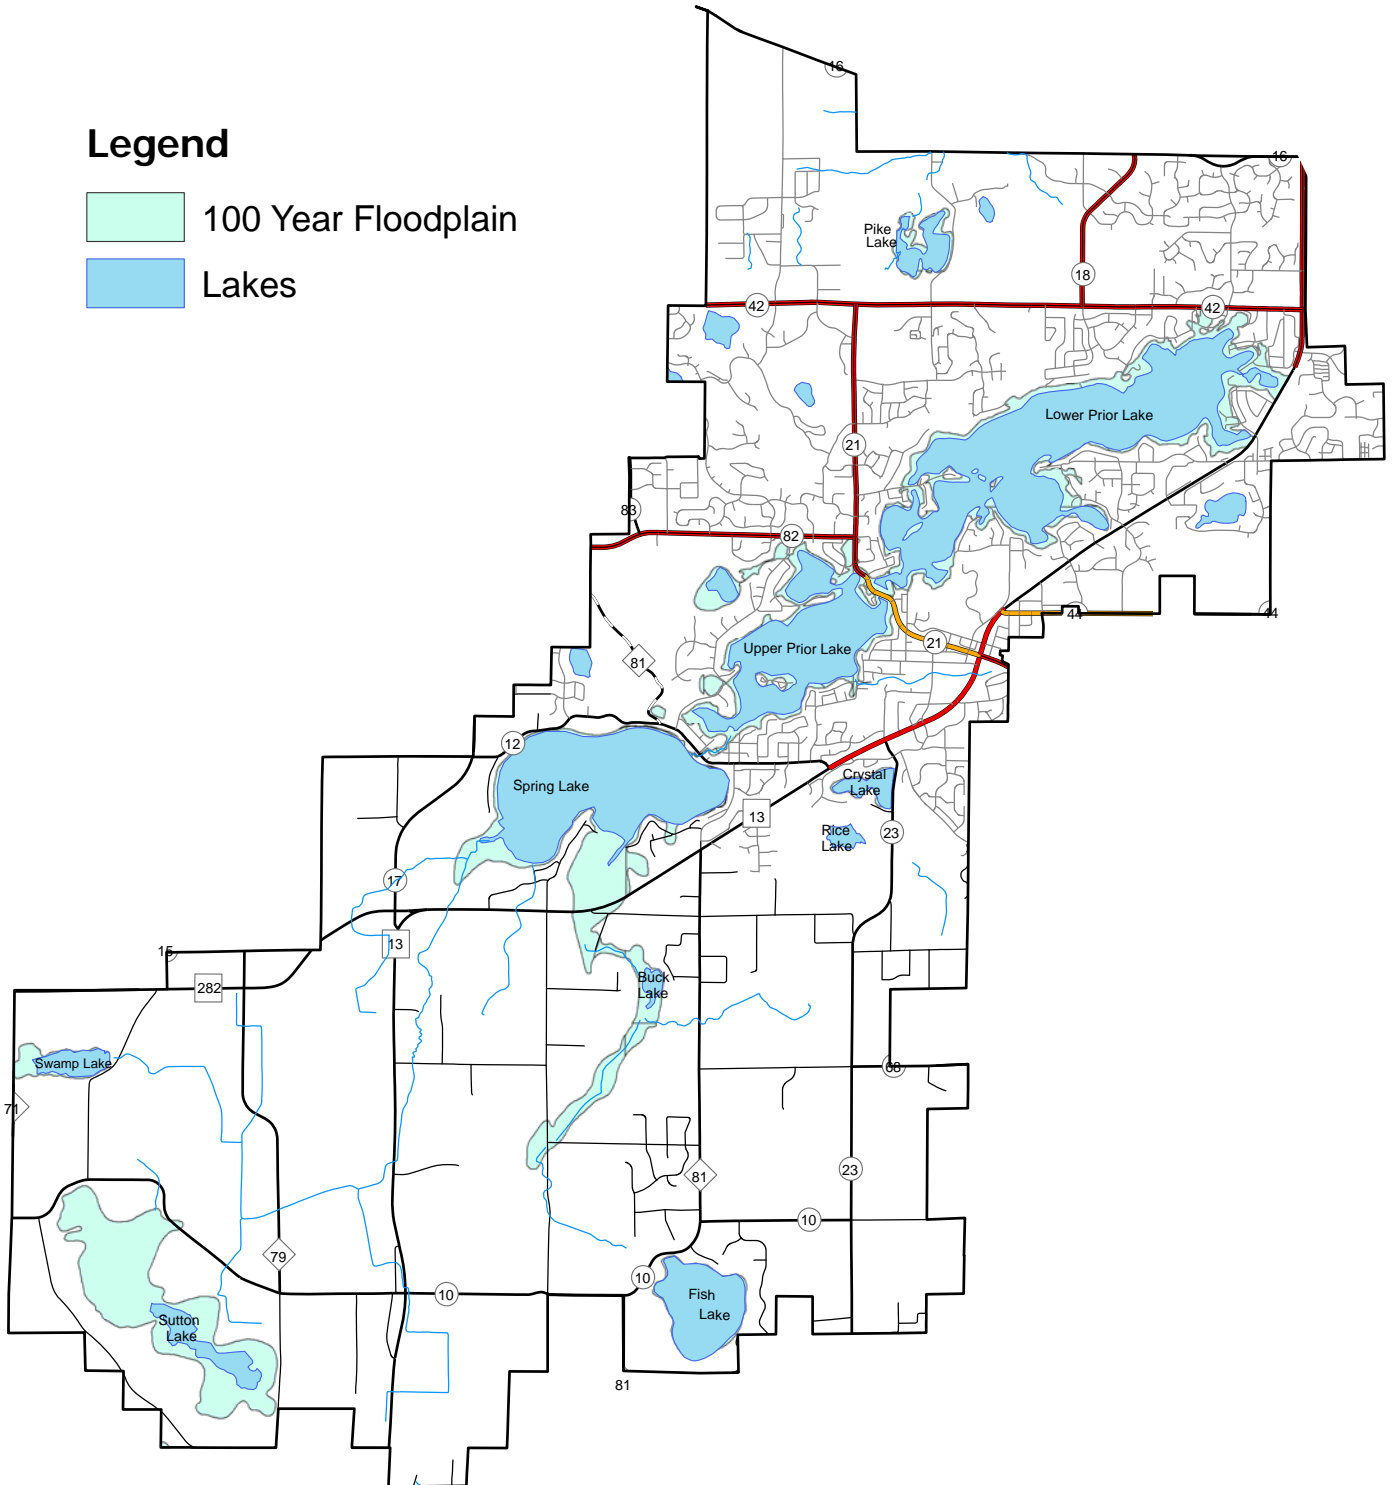 Legend
100 Year Floodplain
Lakes
16
16
Pike
Lake
18
42
42
Lower Prior Lake
21
83
82
44
44
21
Upper Prior Lake
81
12
Spring Lake
Crystal
Lake
13
Rice
Lake
23
17
13
15
282
Buck
Lake
Swamp Lake
68
71
81
23
10
79
10
10
Fish
Lake
Sutton
Lake
81